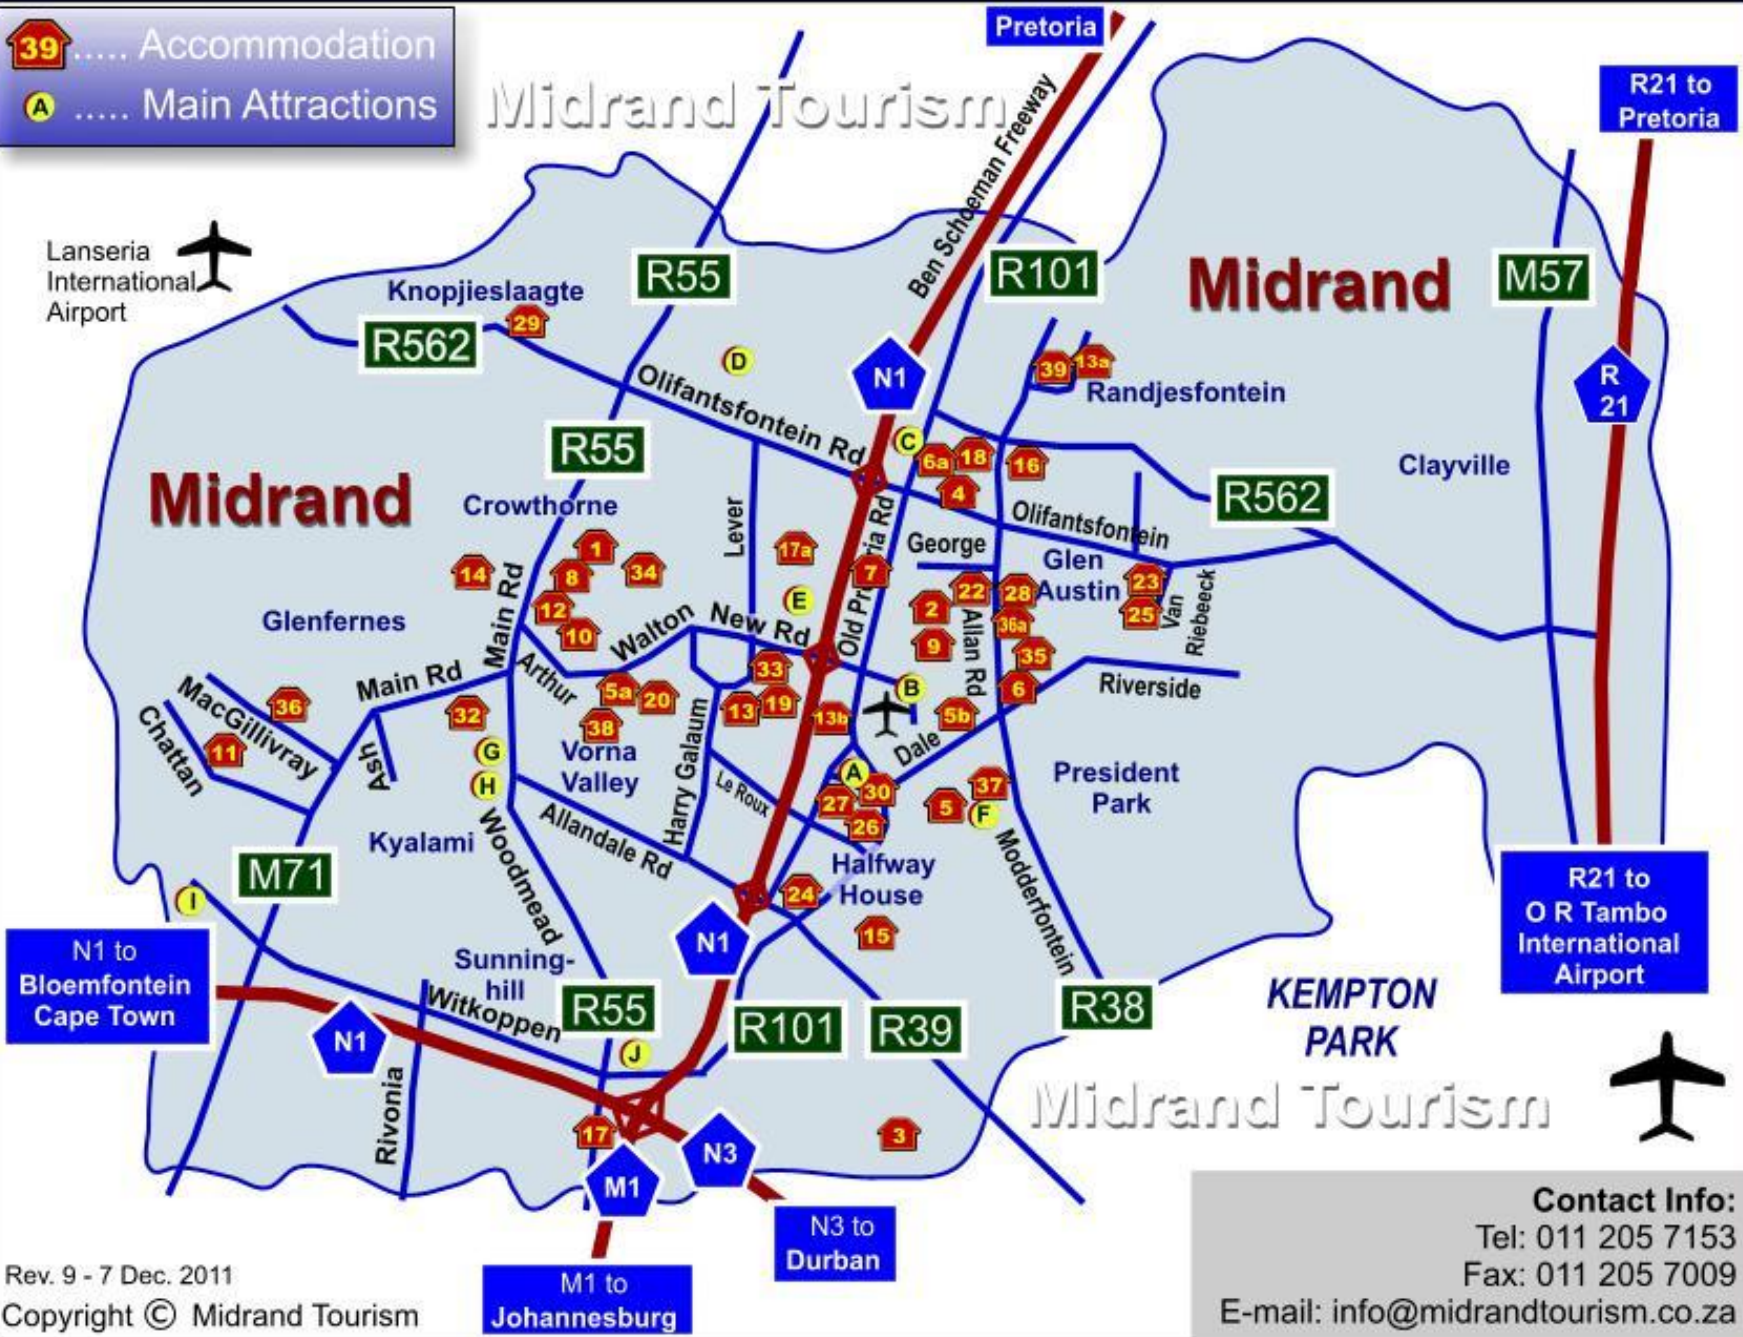 39 ..... Accommodation
A ..... Main Attractions
Midrand Tourism
Pretoria
R21 to
Pretoria
Ben Schoeman Freeway
Lanseria
International
Airport
Knopjieslaagte
R55
R101
Midrand
M57
29
R562
D
N1
39
13a
Randjesfontein
R
21
Olifantsfontein Rd
R55
C
6a
18
16
Clayville
Midrand
Crowthorne
4
R562
Lever
Old Pretoria Rd
Olifantsfontein
George
Glen
Austin
1
17a
14
8
34
7
22
28
23
E
12
2
25
Van
Riebeeck
Glenfernes
Main Rd
10
Walton
New Rd
36a
9
Allan Rd
35
Arthur
33
Main Rd
MacGillivray
5a
20
B
6
Riverside
36
32
13
19
13b
5b
Chattan
11
Ash
G
38
Vorna
Valley
Harry Galaum
Dale
H
Le Roux
A
30
37
President
Park
27
5
F
26
Kyalami
Woodmead
Allandale Rd
Halfway
House
Modderfontein
M71
24
I
15
N1
N1 to
Bloemfontein
Cape Town
Sunning-
hill
Witkoppen
R55
R101
R39
R38
R21 to
O R Tambo
International
Airport
KEMPTON
PARK
N1
J
Rivonia
Midrand Tourism
17
3
N3
M1
Contact Info:
Tel: 011 205 7153
Fax: 011 205 7009
E-mail: info@midrandtourism.co.za
N3 to
Durban
M1 to
Johannesburg
Rev. 9 - 7 Dec. 2011
Copyright © Midrand Tourism